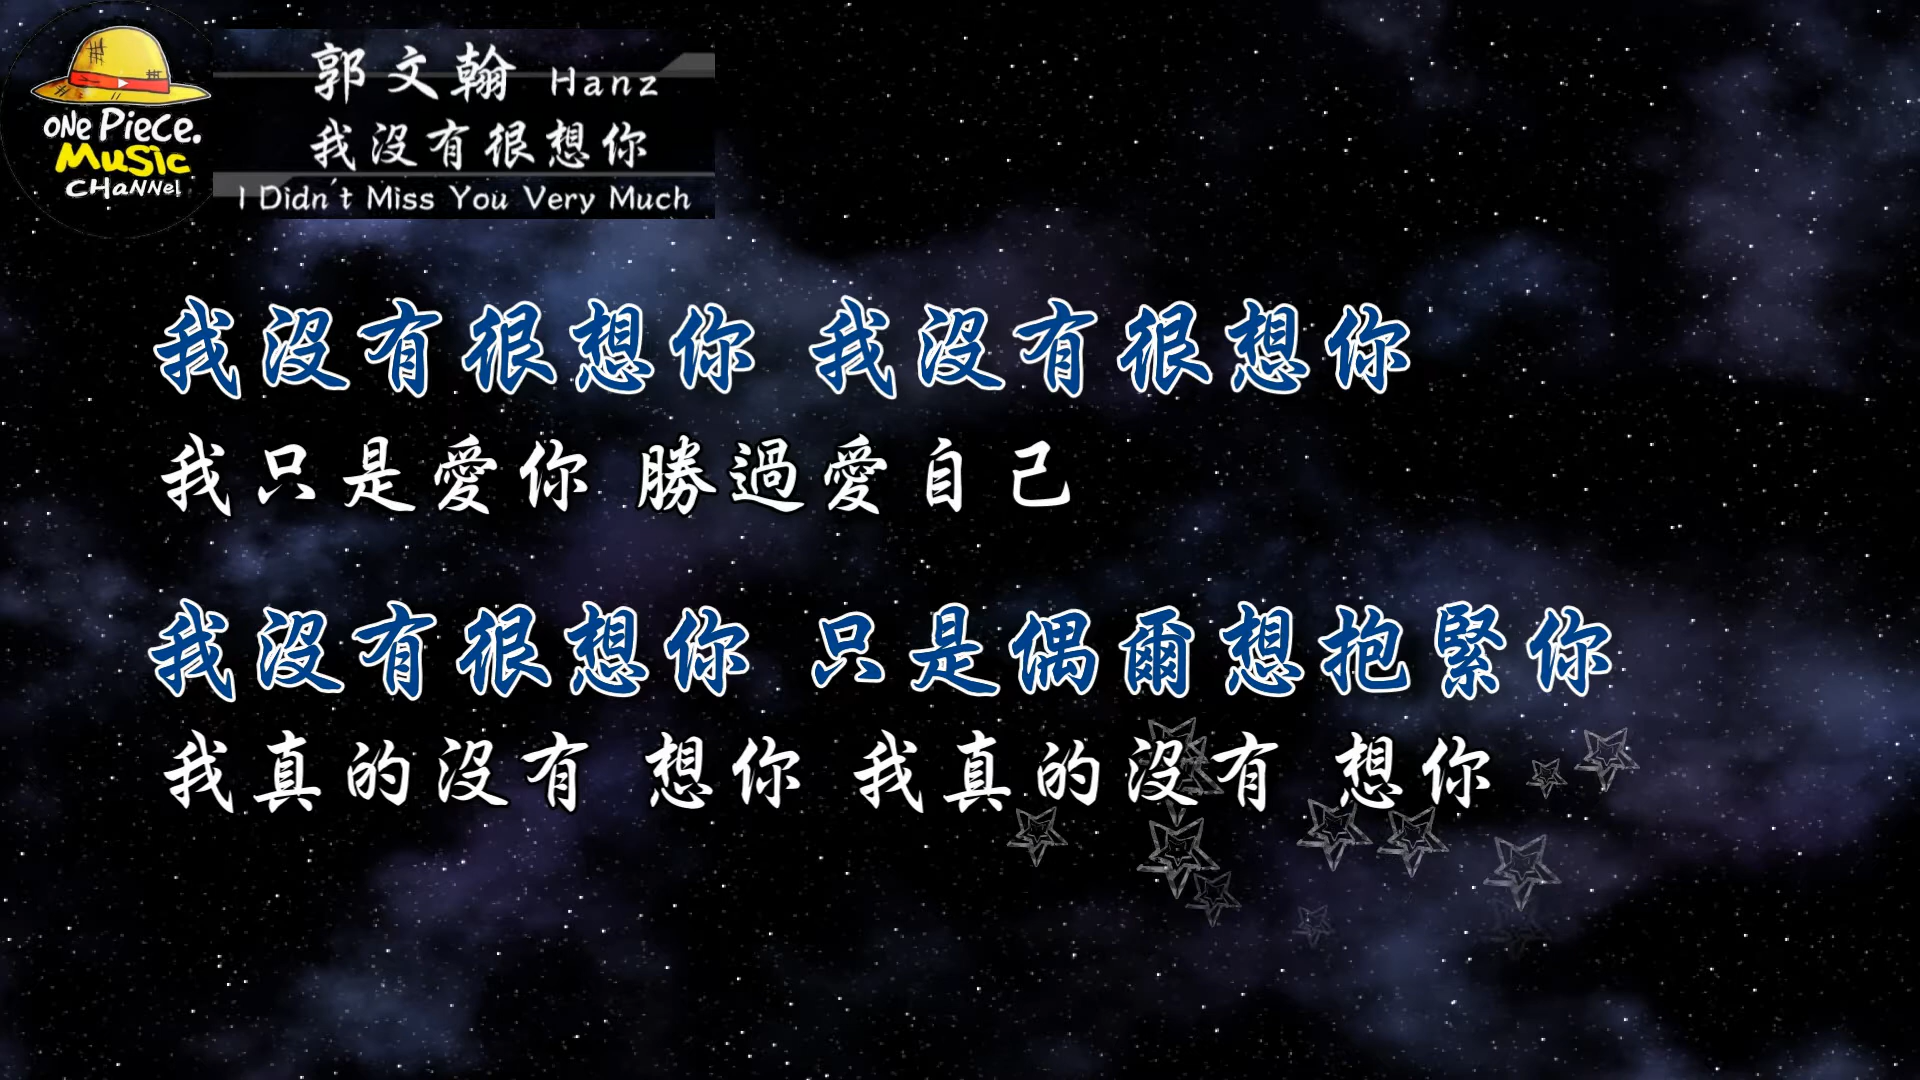 ONE PIECE.
MUSIC
CHANNEL
郭文翰 Hanz
我沒有很想你
I Didn't Miss You Very Much
我沒有很想你 我沒有很想你
我只是愛你 勝過愛自己
我沒有很想你 只是偶爾想抱緊你
我真的沒有 想你 我真的沒有 想你